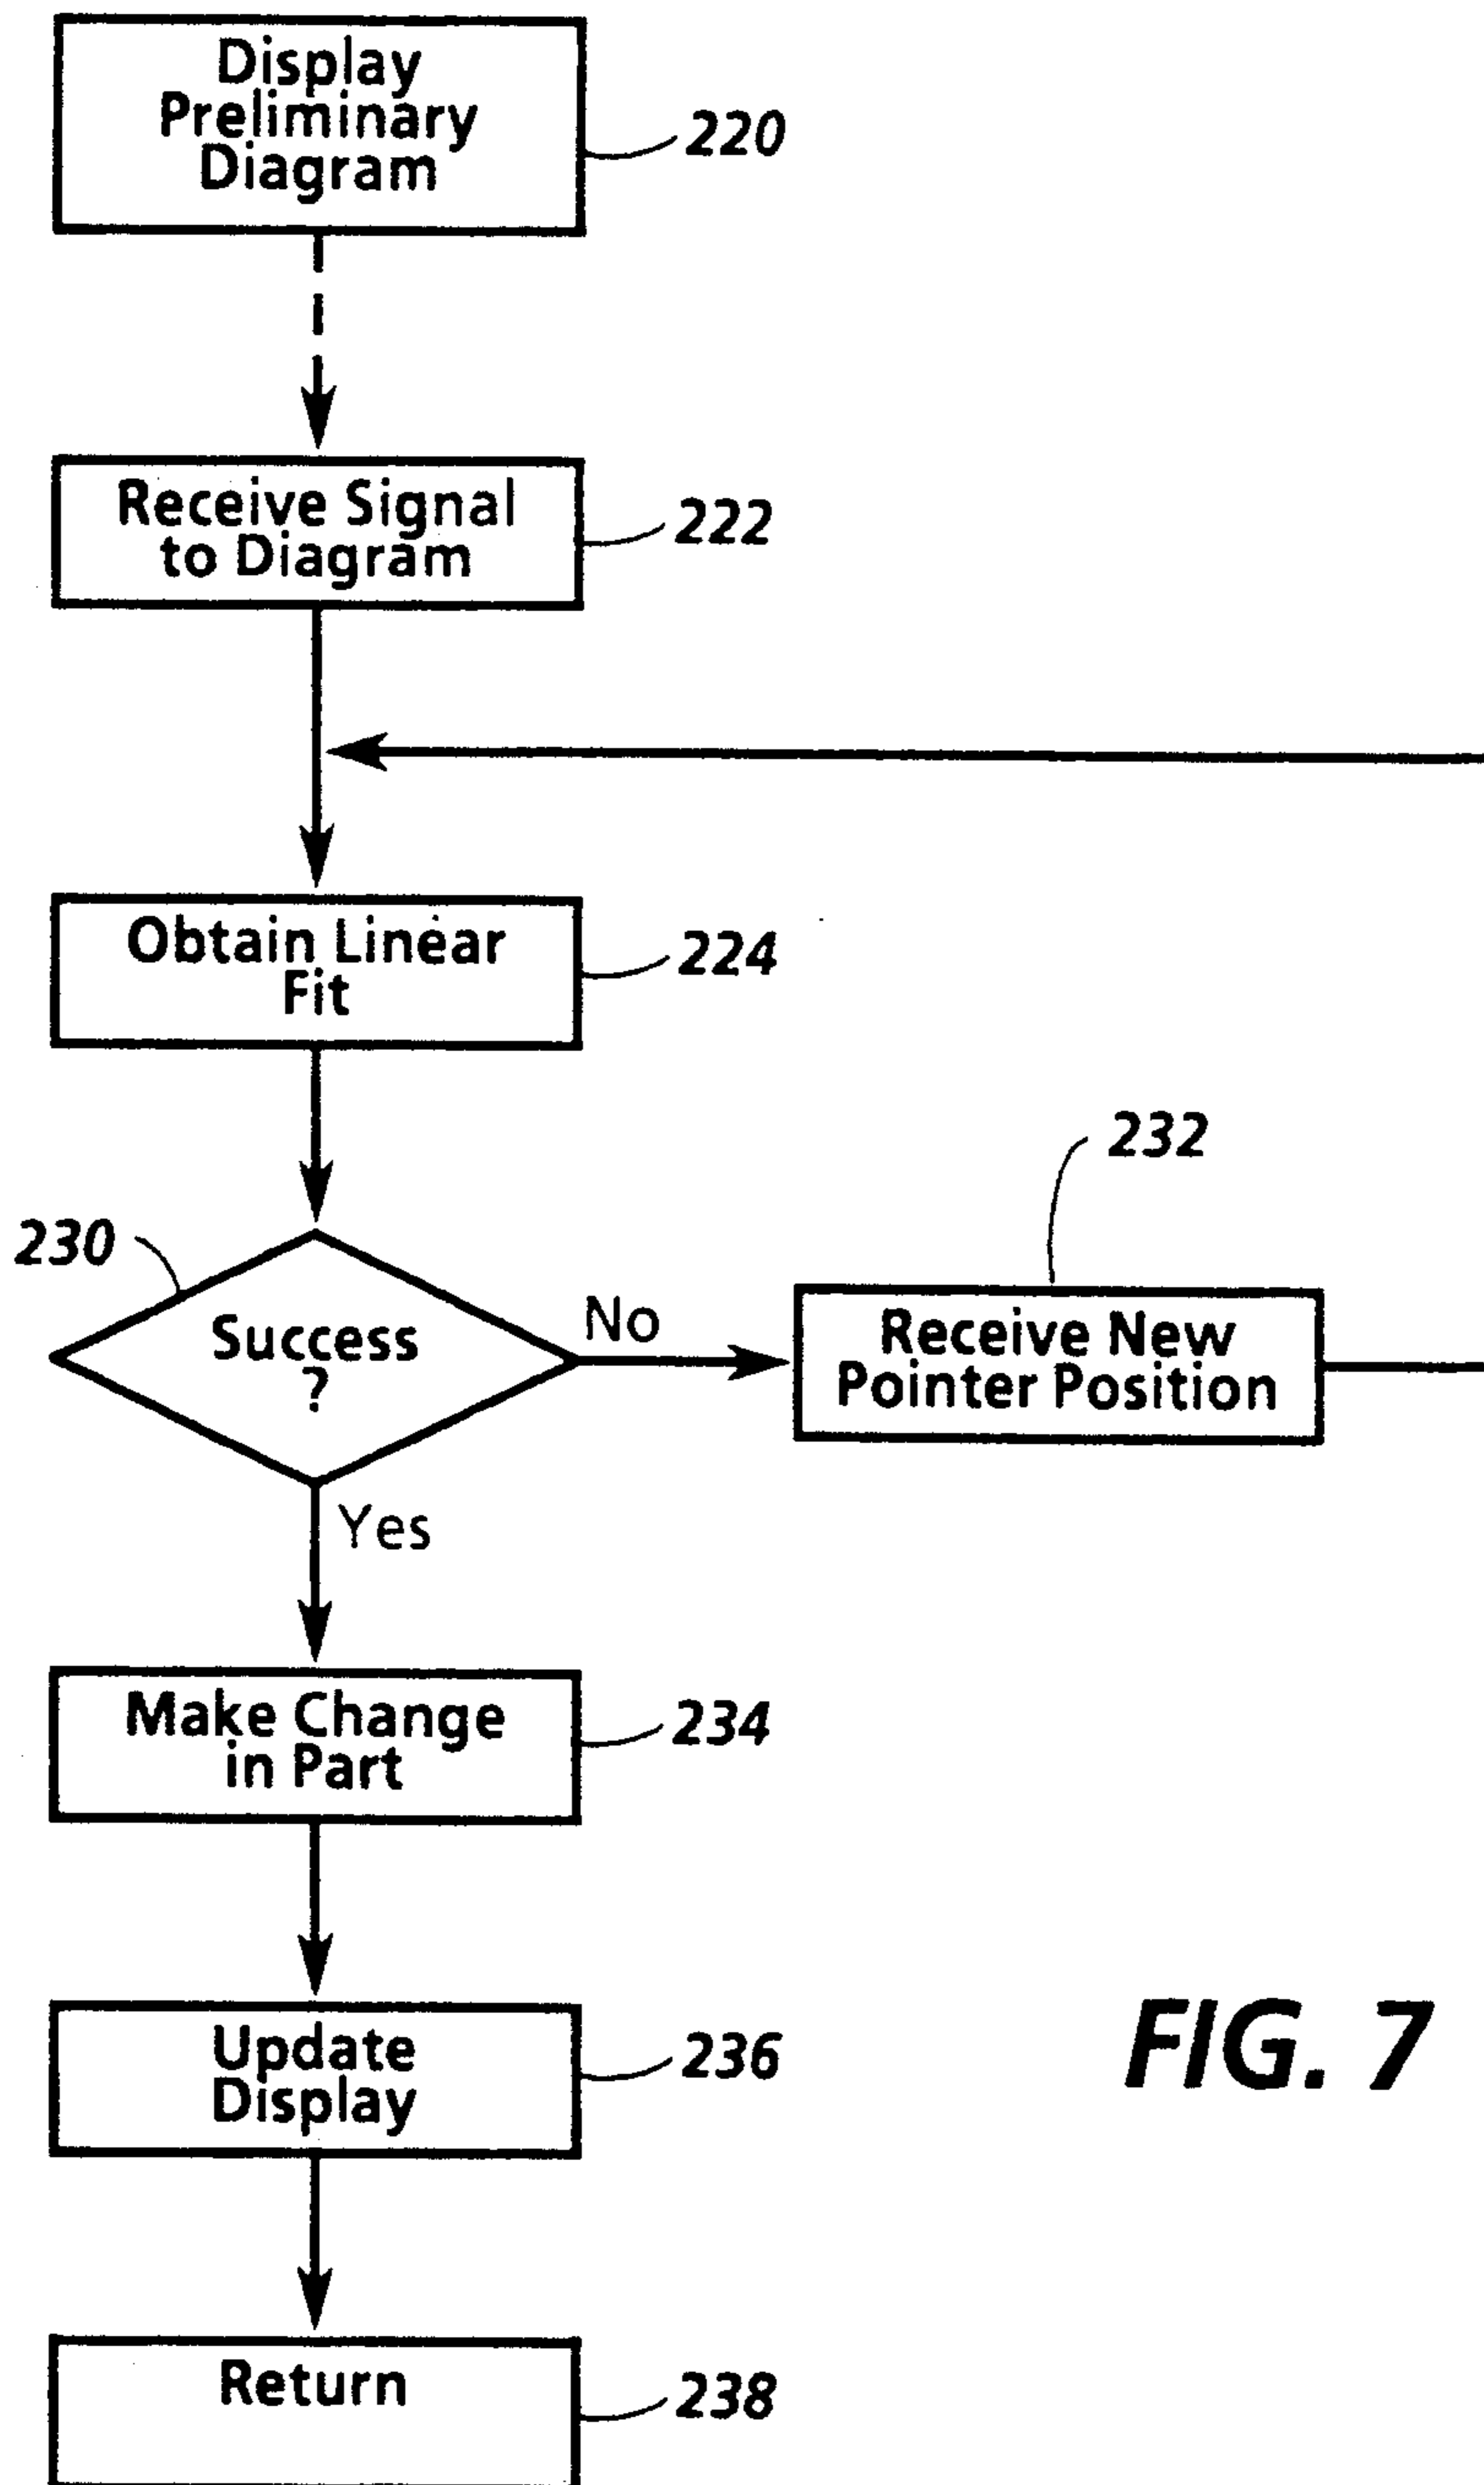 Display
Preliminary
Diagram
220
Receive Signal
to Diagram
222
Obtain Linear
Fit
224
230
Success
?
No
232
Receive New
Pointer Position
Yes
Make Change
in Part
234
Update
Display
236
FIG. 7
Return
238